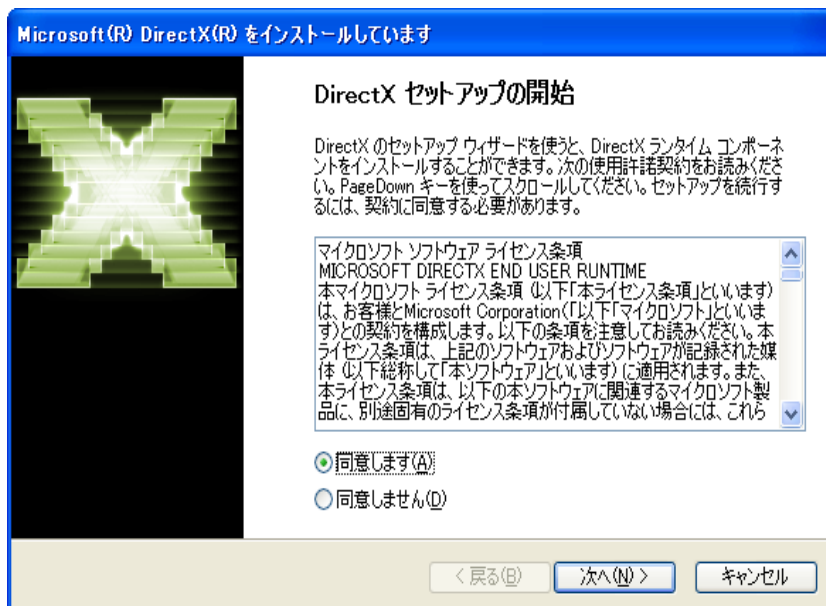 Microsoft(R) DirectX(R) をインストールしています
DirectX セットアップの開始
DirectX のセットアップ ウィザードを使うと、DirectX ランタイム コンポーネ
ントをインストールすることができます。次の使用許諾契約をお読みくださ
い。PageDown キーを使ってスクロールしてください。セットアップを続行す
るには、契約に同意する必要があります。
マイクロソフト ソフトウェア ライセンス条項
MICROSOFT DIRECTX END USER RUNTIME
本マイクロソフト ライセンス条項 (以下「本ライセンス条項」といいます)
は、お客様とMicrosoft Corporation(「以下「マイクロソフト」といいま
す)との契約を構成します。以下の条項を注意してお読みください。本
ライセンス条項は、上記のソフトウェアおよびソフトウェアが記録された媒
体 (以下総称して「本ソフトウェア」といいます) に適用されます。また、
本ライセンス条項は、以下の本ソフトウェアに関連するマイクロソフト製
品に、別途固有のライセンス条項が付属していない場合には、これら
同意します(A)
同意しません(D)
< 戻る(B)
次へ(N) >
キャンセル